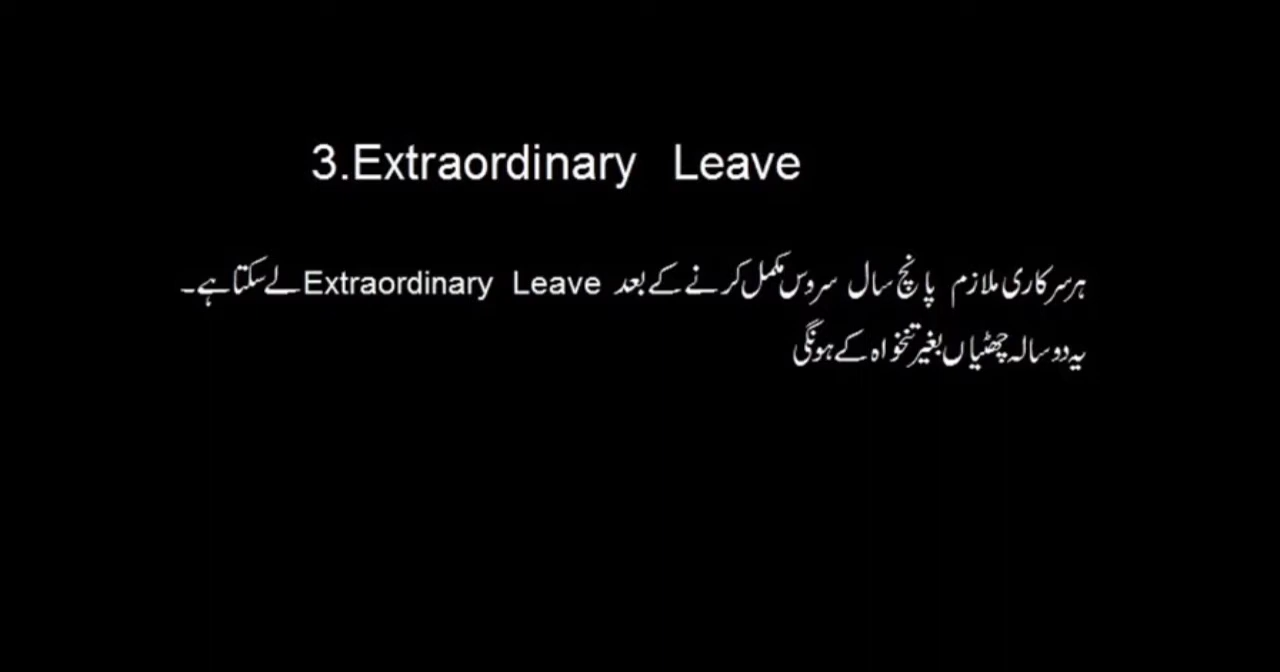 3.Extraordinary Leave
ہر سرکاری ملازم پانچ سال سروس مکمل کرنے کے بعد Extraordinary Leave لے سکتا ہے۔
یہ دو سالہ چھٹیاں بغیر تنخواہ کے ہونگی